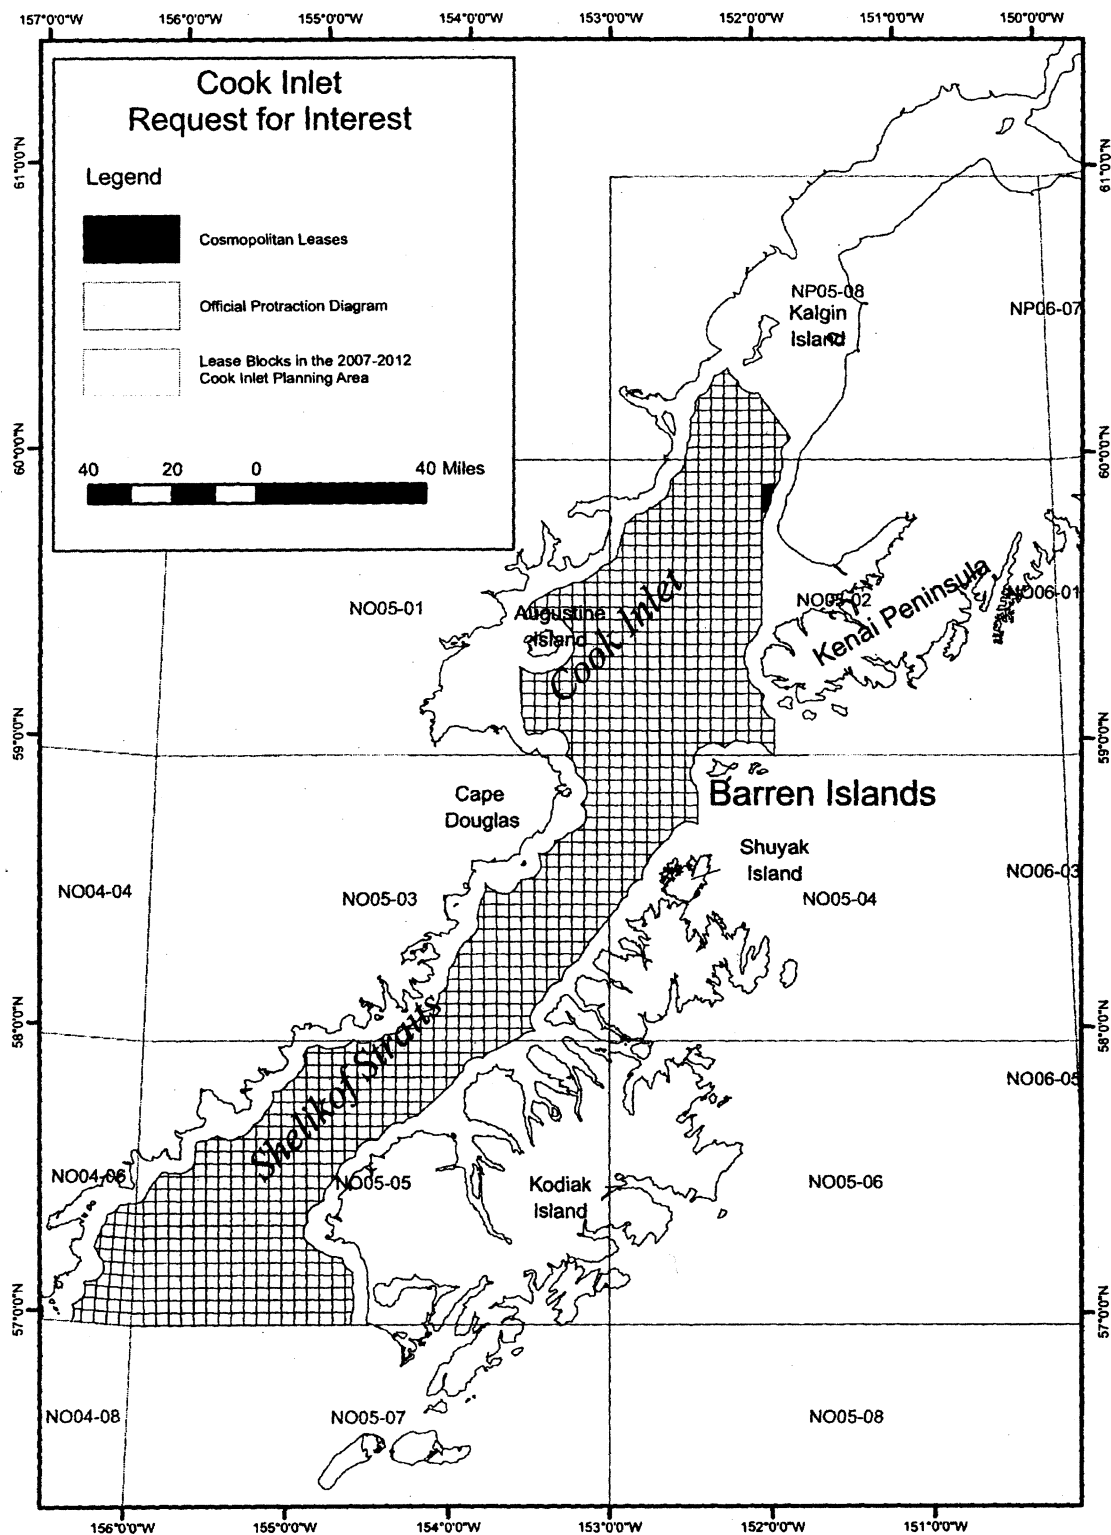 157°0'0"W 156°0'0"W 155°0'0"W 154°0'0"W 153°0'0"W 152°0'0"W 151°0'0"W 150°0'0"W
Cook Inlet
Request for Interest
Legend
Cosmopolitan Leases
Official Protraction Diagram
Lease Blocks in the 2007-2012
Cook Inlet Planning Area
40 20 0 40 Miles
61°0'0"N
61°0'0"N
NP05-08
Kalgin
Island
NP06-07
60°0'0"N
60°0'0"N
NO05-01
Augustine
Island
Cook Inlet
NO05-02
Kenai Peninsula
NO06-01
59°0'0"N
59°0'0"N
Cape
Douglas
Barren Islands
Shuyak
Island
NO04-04
NO05-03
NO05-04
NO06-03
58°0'0"N
58°0'0"N
Shelikof Straits
NO06-05
NO04-06
NO05-05
Kodiak
Island
NO05-06
57°0'0"N
57°0'0"N
NO04-08
NO05-07
NO05-08
156°0'0"W 155°0'0"W 154°0'0"W 153°0'0"W 152°0'0"W 151°0'0"W